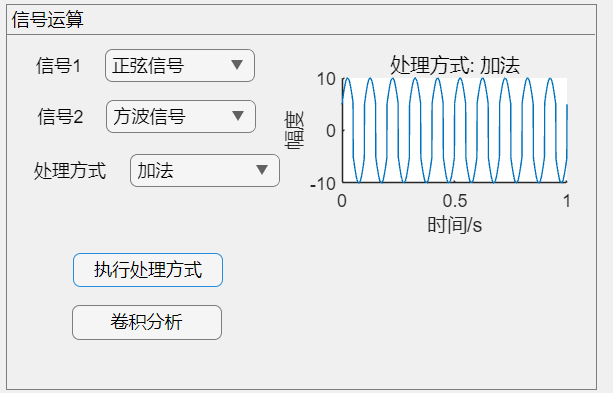 信号运算
信号1
正弦信号
信号2
方波信号
处理方式
加法
执行处理方式
卷积分析
处理方式: 加法
幅度
10
0
-10
0
0.5
1
时间/s